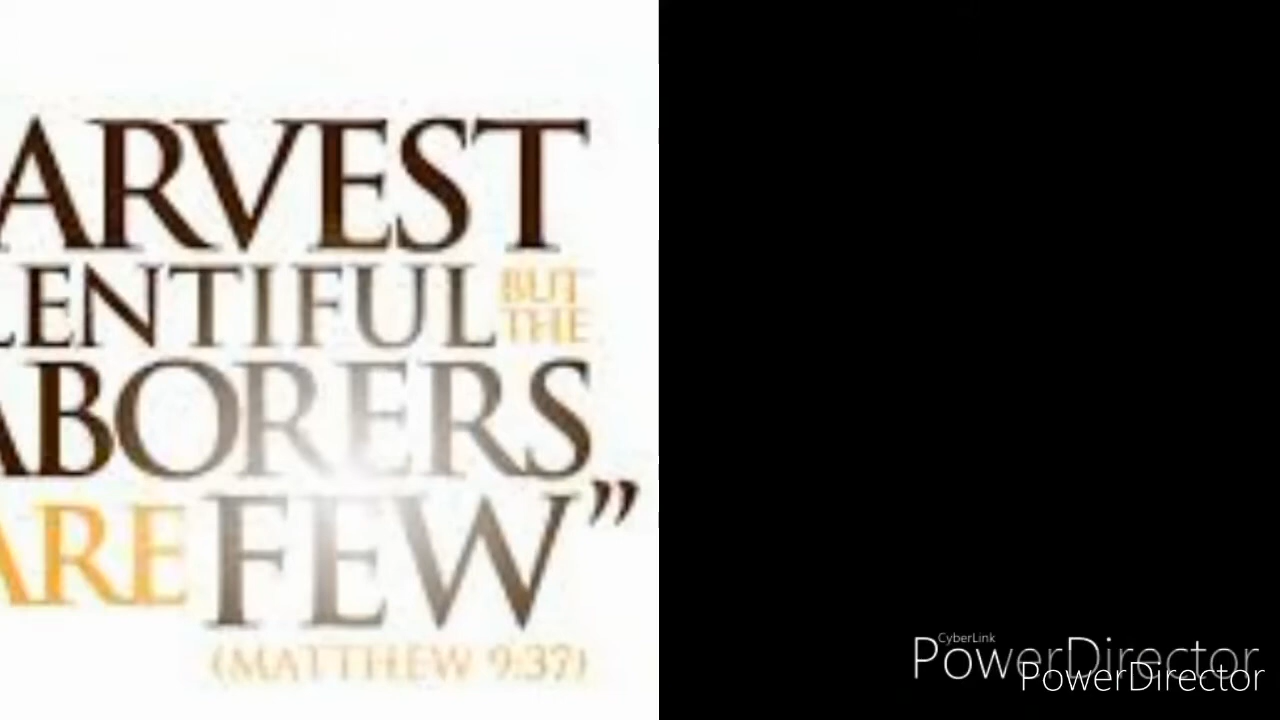 ARVEST
LENTIFUL BUT THE
ABORERS
ARE FEW”
(MATTHEW 9:37)
CyberLink
PowerDirector
PowerDirector